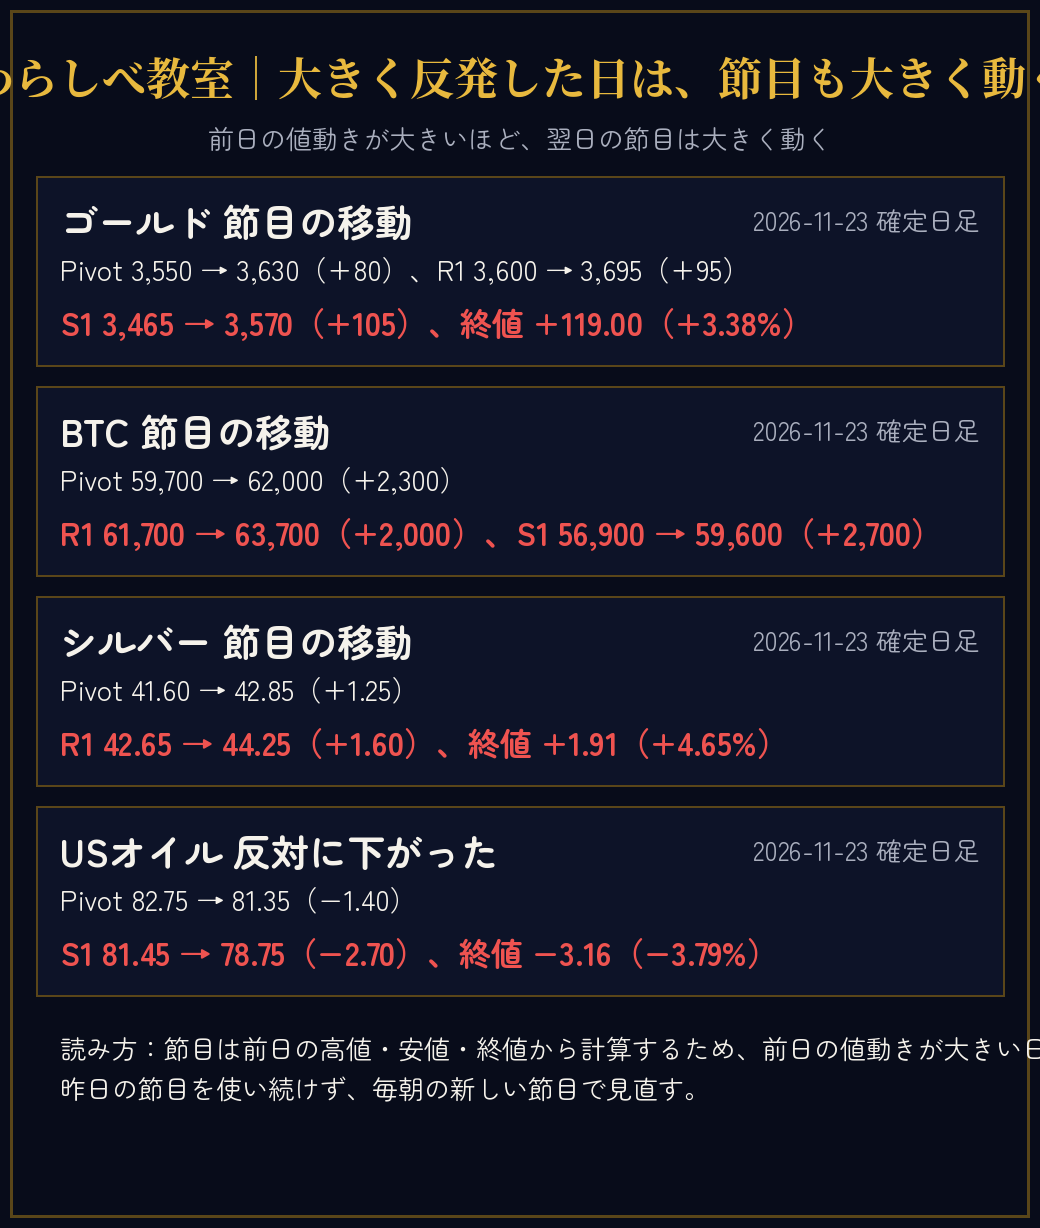 らしべ教室｜大きく反発した日は、節目も大きく動
前日の値動きが大きいほど、翌日の節目は大きく動く
ゴールド 節目の移動
2026-11-23 確定日足
Pivot 3,550 → 3,630（+80）、R1 3,600 → 3,695（+95）
S1 3,465 → 3,570（+105）、終値 +119.00（+3.38%）
BTC 節目の移動
2026-11-23 確定日足
Pivot 59,700 → 62,000（+2,300）
R1 61,700 → 63,700（+2,000）、S1 56,900 → 59,600（+2,700）
シルバー 節目の移動
2026-11-23 確定日足
Pivot 41.60 → 42.85（+1.25）
R1 42.65 → 44.25（+1.60）、終値 +1.91（+4.65%）
USオイル 反対に下がった
2026-11-23 確定日足
Pivot 82.75 → 81.35（−1.40）
S1 81.45 → 78.75（−2.70）、終値 −3.16（−3.79%）
読み方：節目は前日の高値・安値・終値から計算するため、前日の値動きが大きい
昨日の節目を使い続けず、毎朝の新しい節目で見直す。